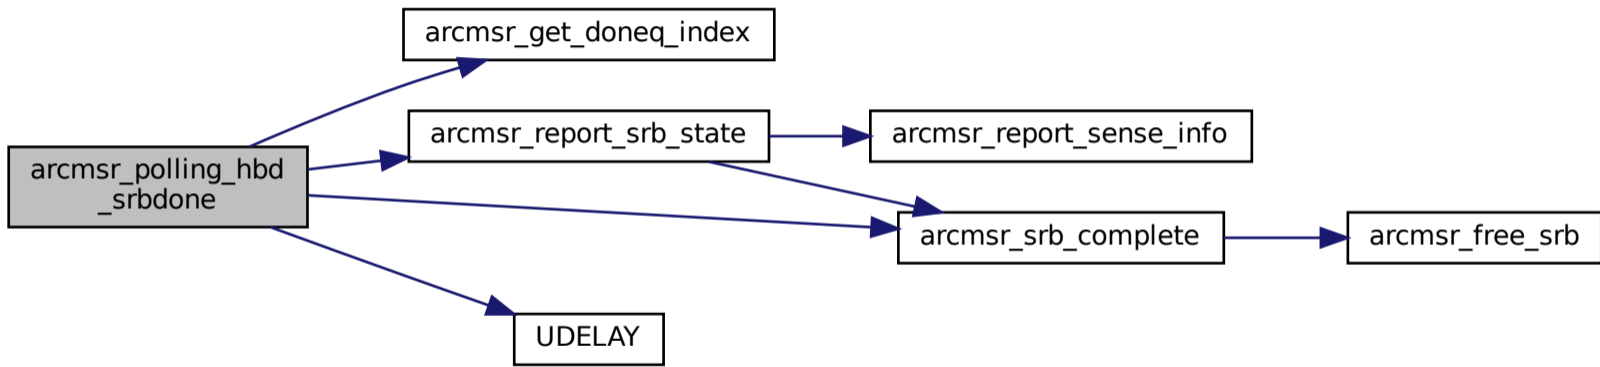 arcmsr_get_doneq_index
arcmsr_report_srb_state
arcmsr_report_sense_info
arcmsr_polling_hbd
_srbdone
arcmsr_srb_complete
arcmsr_free_srb
UDELAY